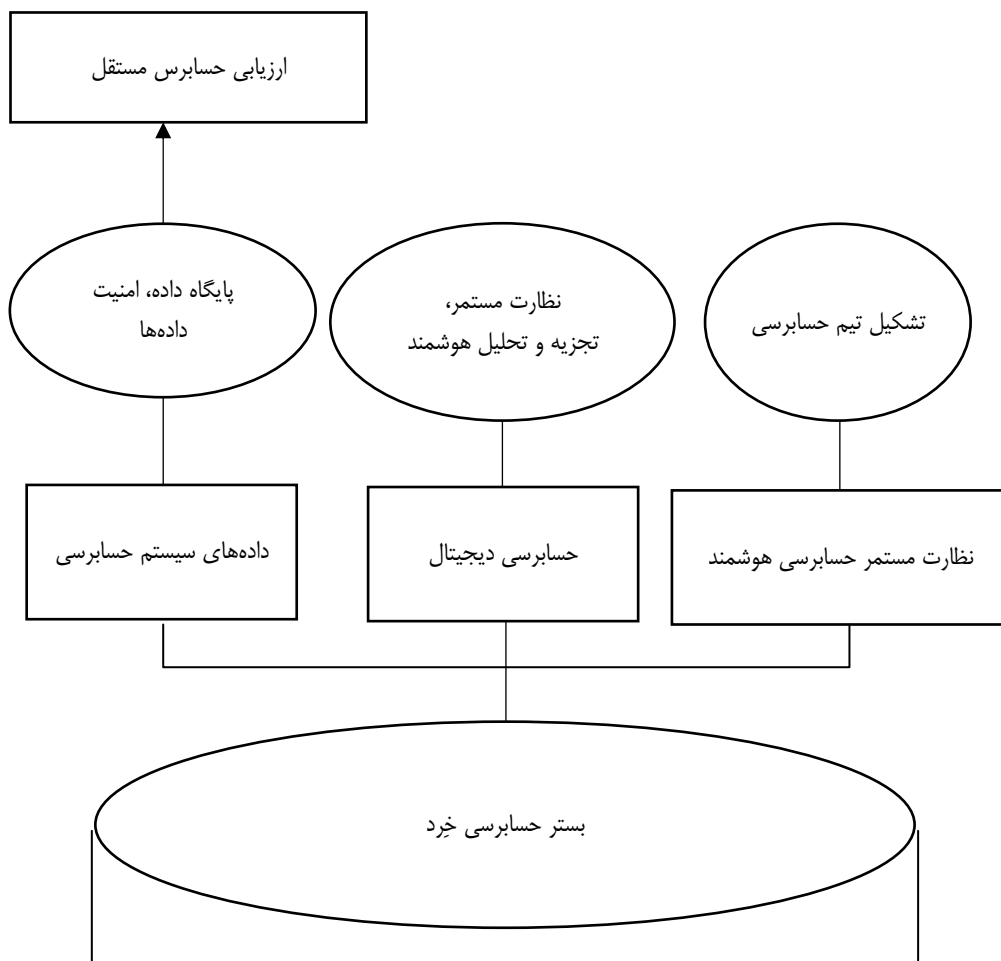 ارزیابی حسابرس مستقل
تشکیل تیم حسابرسی
نظارت مستمر،
تجزیه و تحلیل هوشمند
پایگاه داده، امنیت
داده‌ها
نظارت مستمر حسابرسی هوشمند
حسابرسی دیجیتال
داده‌های سیستم حسابرسی
بستر حسابرسی خِرد